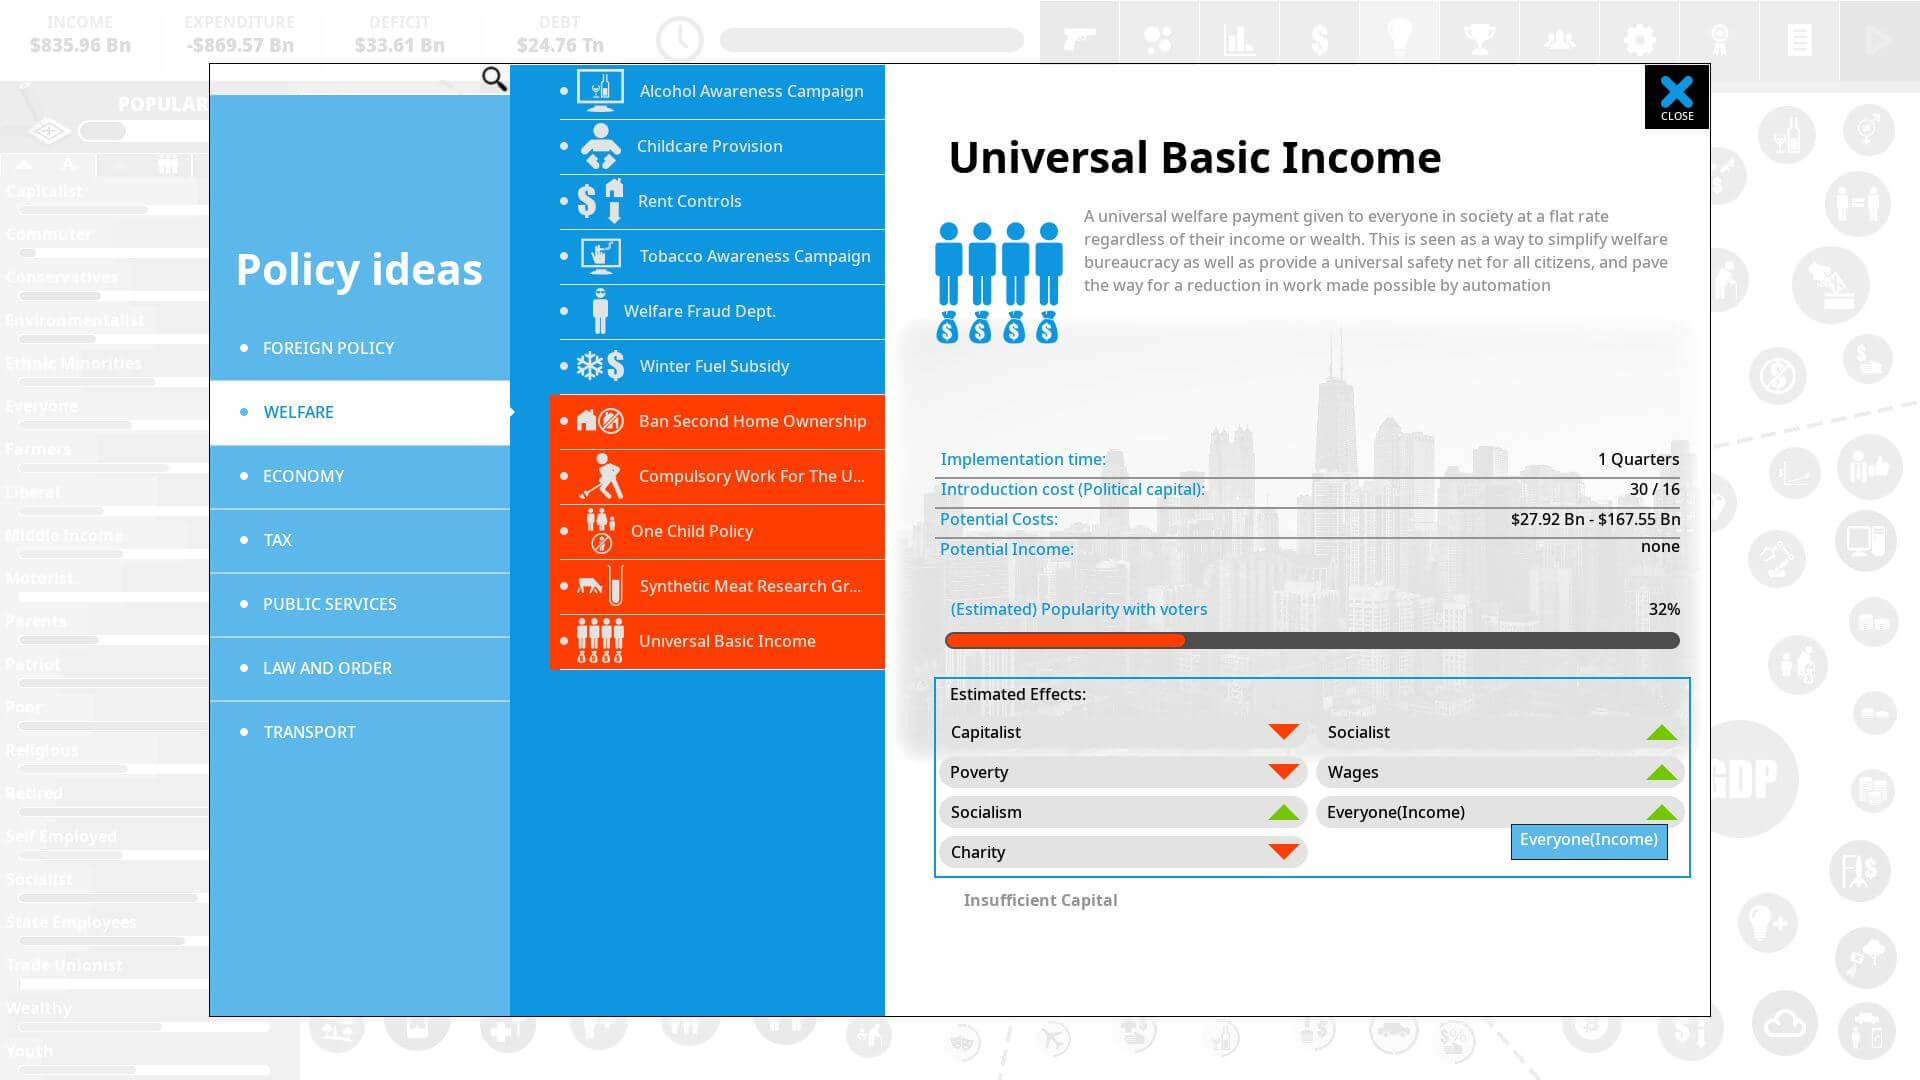 INCOME
$835.96 Bn
EXPENDITURE
-$869.57 Bn
DEFICIT
$33.61 Bn
DEBT
$24.76 Tn
CLOSE
POPULAR
Capitalist
Commuter
Conservatives
Environmentalist
Ethnic Minorities
Everyone
Farmers
Liberal
Middle Income
Motorist
Parents
Patriot
Poor
Religious
Retired
Self Employed
Socialist
State Employees
Trade Unionist
Wealthy
Youth
Policy ideas
FOREIGN POLICY
WELFARE
ECONOMY
TAX
PUBLIC SERVICES
LAW AND ORDER
TRANSPORT
Alcohol Awareness Campaign
Childcare Provision
Rent Controls
Tobacco Awareness Campaign
Welfare Fraud Dept.
Winter Fuel Subsidy
Ban Second Home Ownership
Compulsory Work For The U...
One Child Policy
Synthetic Meat Research Gr...
Universal Basic Income
Universal Basic Income
A universal welfare payment given to everyone in society at a flat rate
regardless of their income or wealth. This is seen as a way to simplify welfare
bureaucracy as well as provide a universal safety net for all citizens, and pave
the way for a reduction in work made possible by automation
Implementation time: 1 Quarters
Introduction cost (Political capital): 30 / 16
Potential Costs: $27.92 Bn - $167.55 Bn
Potential Income: none
(Estimated) Popularity with voters 32%
Estimated Effects:
Capitalist
Socialist
Poverty
Wages
Socialism
Everyone(Income)
Charity
Everyone(Income)
Insufficient Capital
GDP